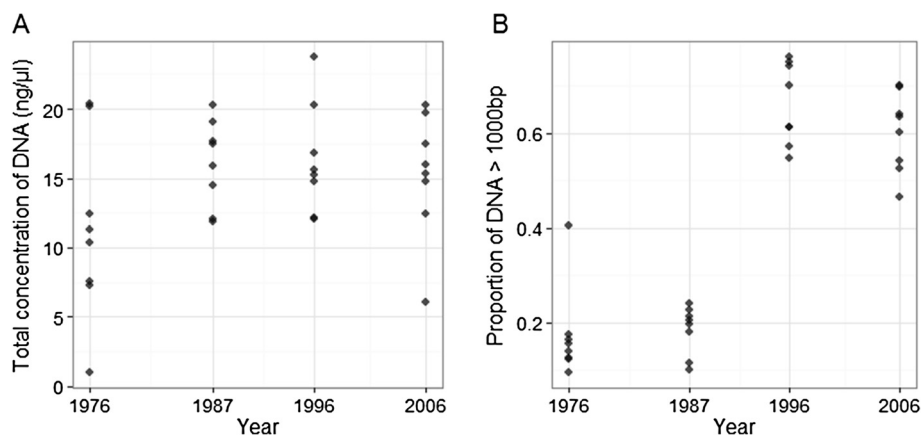 A
Total concentration of DNA (ng/µl)
20
15
10
5
0
1976 1987 1996 2006
Year
B
Proportion of DNA > 1000bp
0.6
0.4
0.2
1976 1987 1996 2006
Year